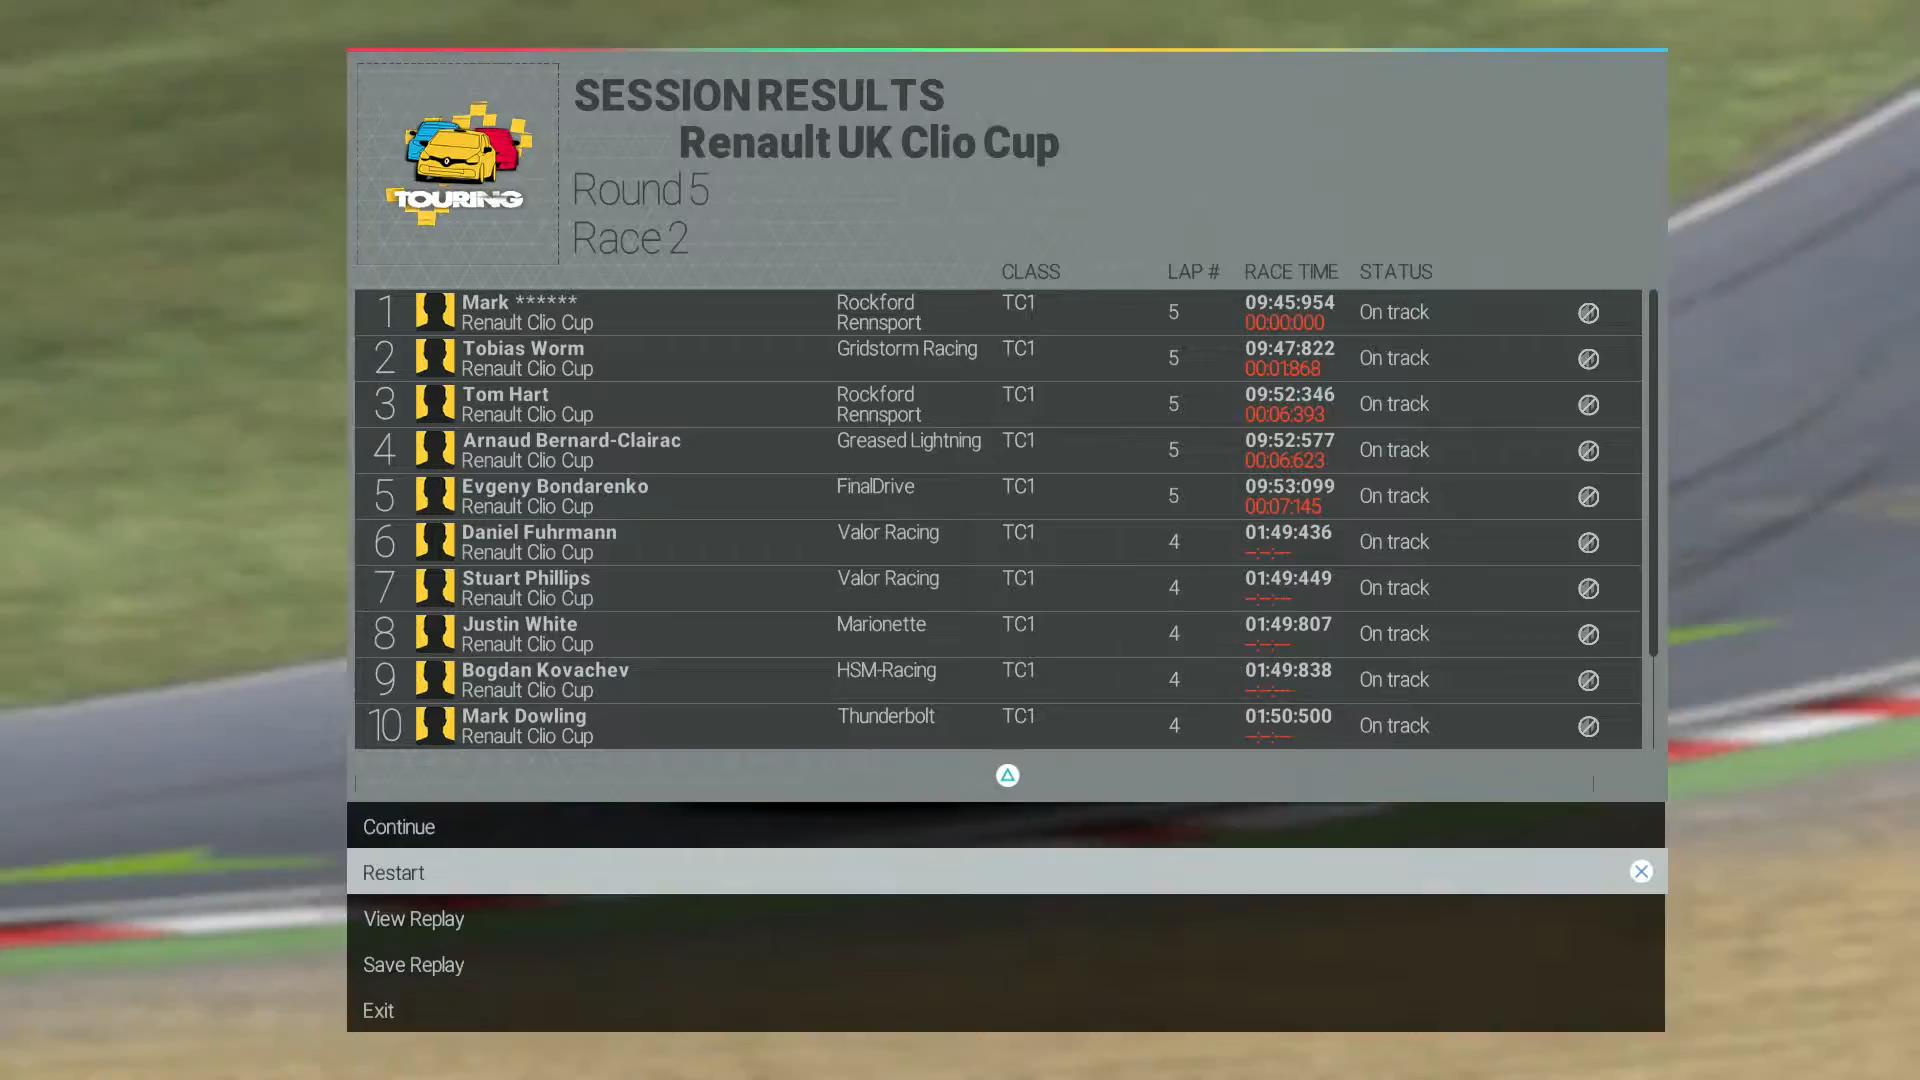 TOURING
SESSION RESULTS
Renault UK Clio Cup
Round 5
Race 2
CLASS LAP # RACE TIME STATUS
1 Mark ****** Rockford TC1 5 09:45:954 On track
Renault Clio Cup Rennsport 00:00:000
2 Tobias Worm Gridstorm Racing TC1 5 09:47:822 On track
Renault Clio Cup 00:01:868
3 Tom Hart Rockford TC1 5 09:52:346 On track
Renault Clio Cup Rennsport 00:06:393
4 Arnaud Bernard-Clairac Greased Lightning TC1 5 09:52:577 On track
Renault Clio Cup 00:06:623
5 Evgeny Bondarenko FinalDrive TC1 5 09:53:099 On track
Renault Clio Cup 00:07:145
6 Daniel Fuhrmann Valor Racing TC1 4 01:49:436 On track
Renault Clio Cup --:--:---
7 Stuart Phillips Valor Racing TC1 4 01:49:449 On track
Renault Clio Cup --:--:---
8 Justin White Marionette TC1 4 01:49:807 On track
Renault Clio Cup --:--:---
9 Bogdan Kovachev HSM-Racing TC1 4 01:49:838 On track
Renault Clio Cup --:--:---
10 Mark Dowling Thunderbolt TC1 4 01:50:500 On track
Renault Clio Cup --:--:---
Continue
Restart
View Replay
Save Replay
Exit